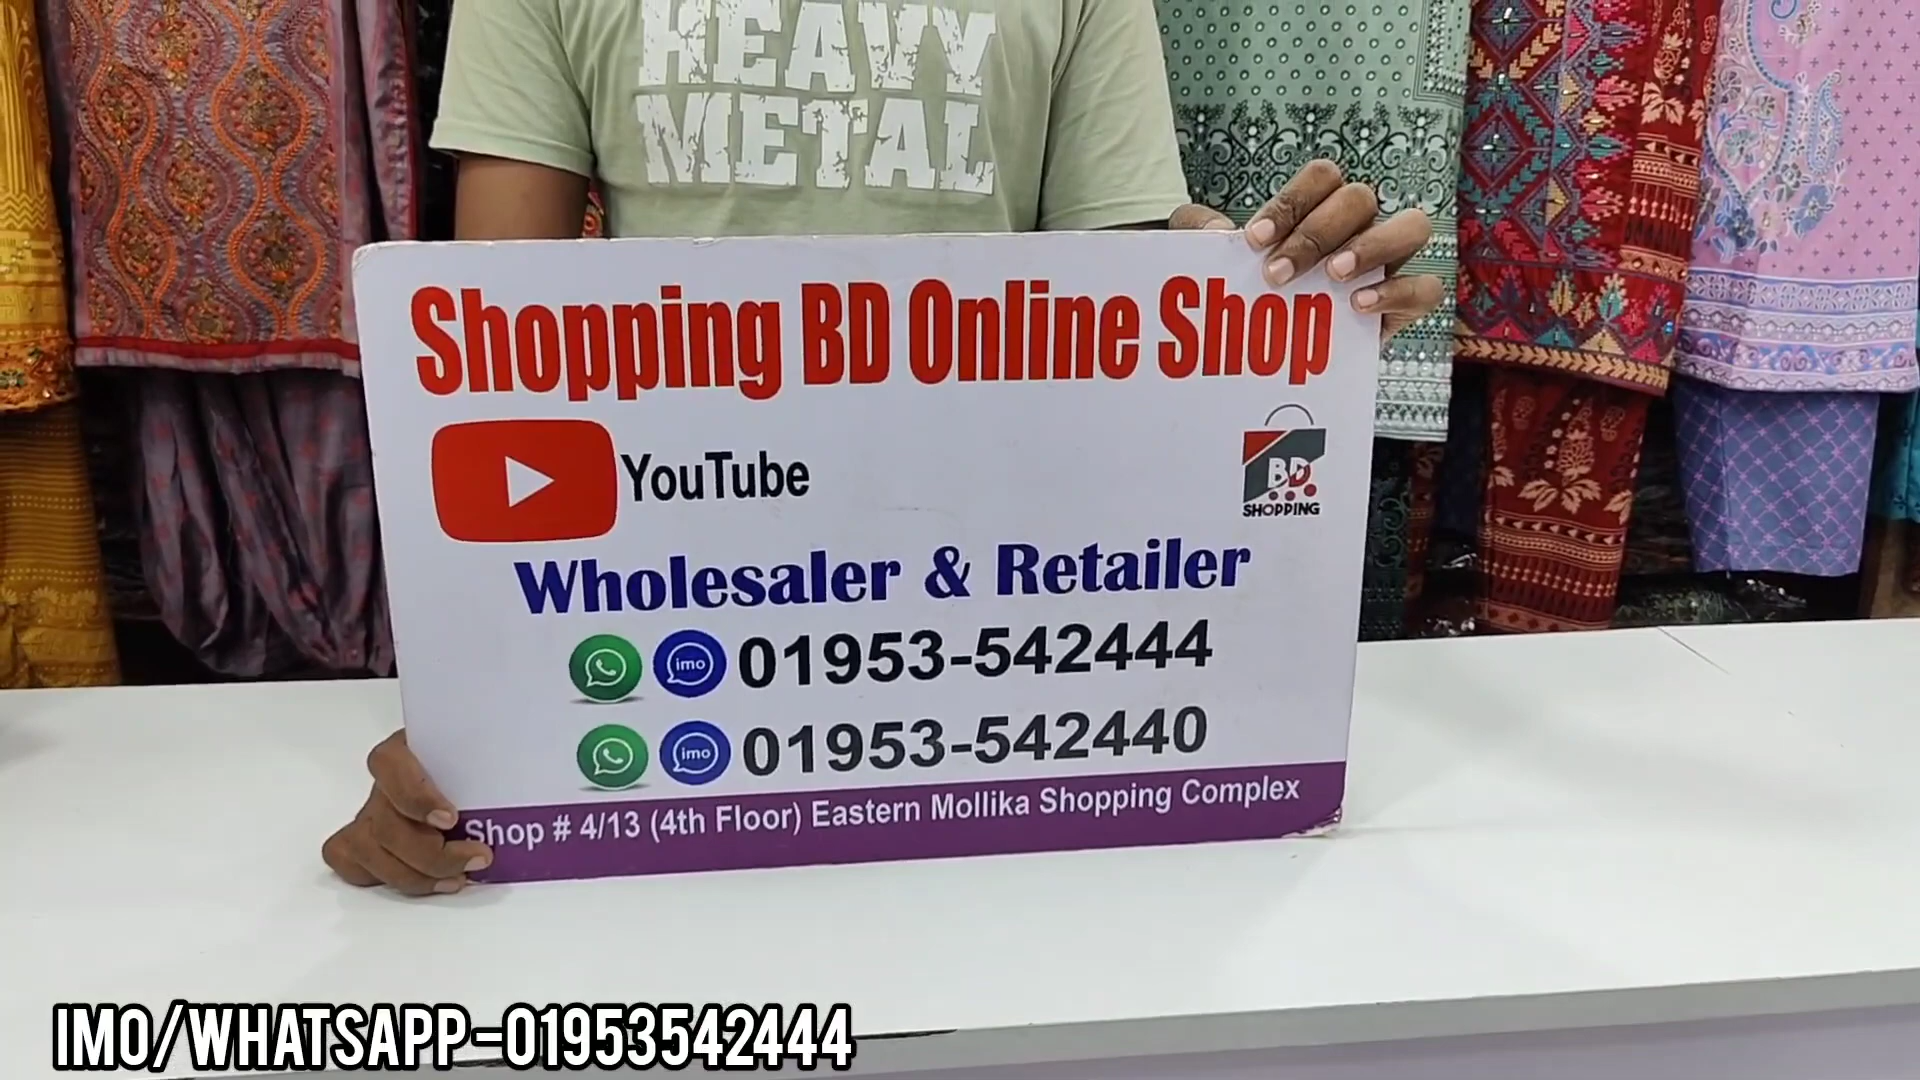 HEAVY
METAL
Shopping BD Online Shop
YouTube
BD
SHOPPING
Wholesaler & Retailer
imo 01953-542444
imo 01953-542440
Shop # 4/13 (4th Floor) Eastern Mollika Shopping Complex
IMO/WHATSAPP-01953542444